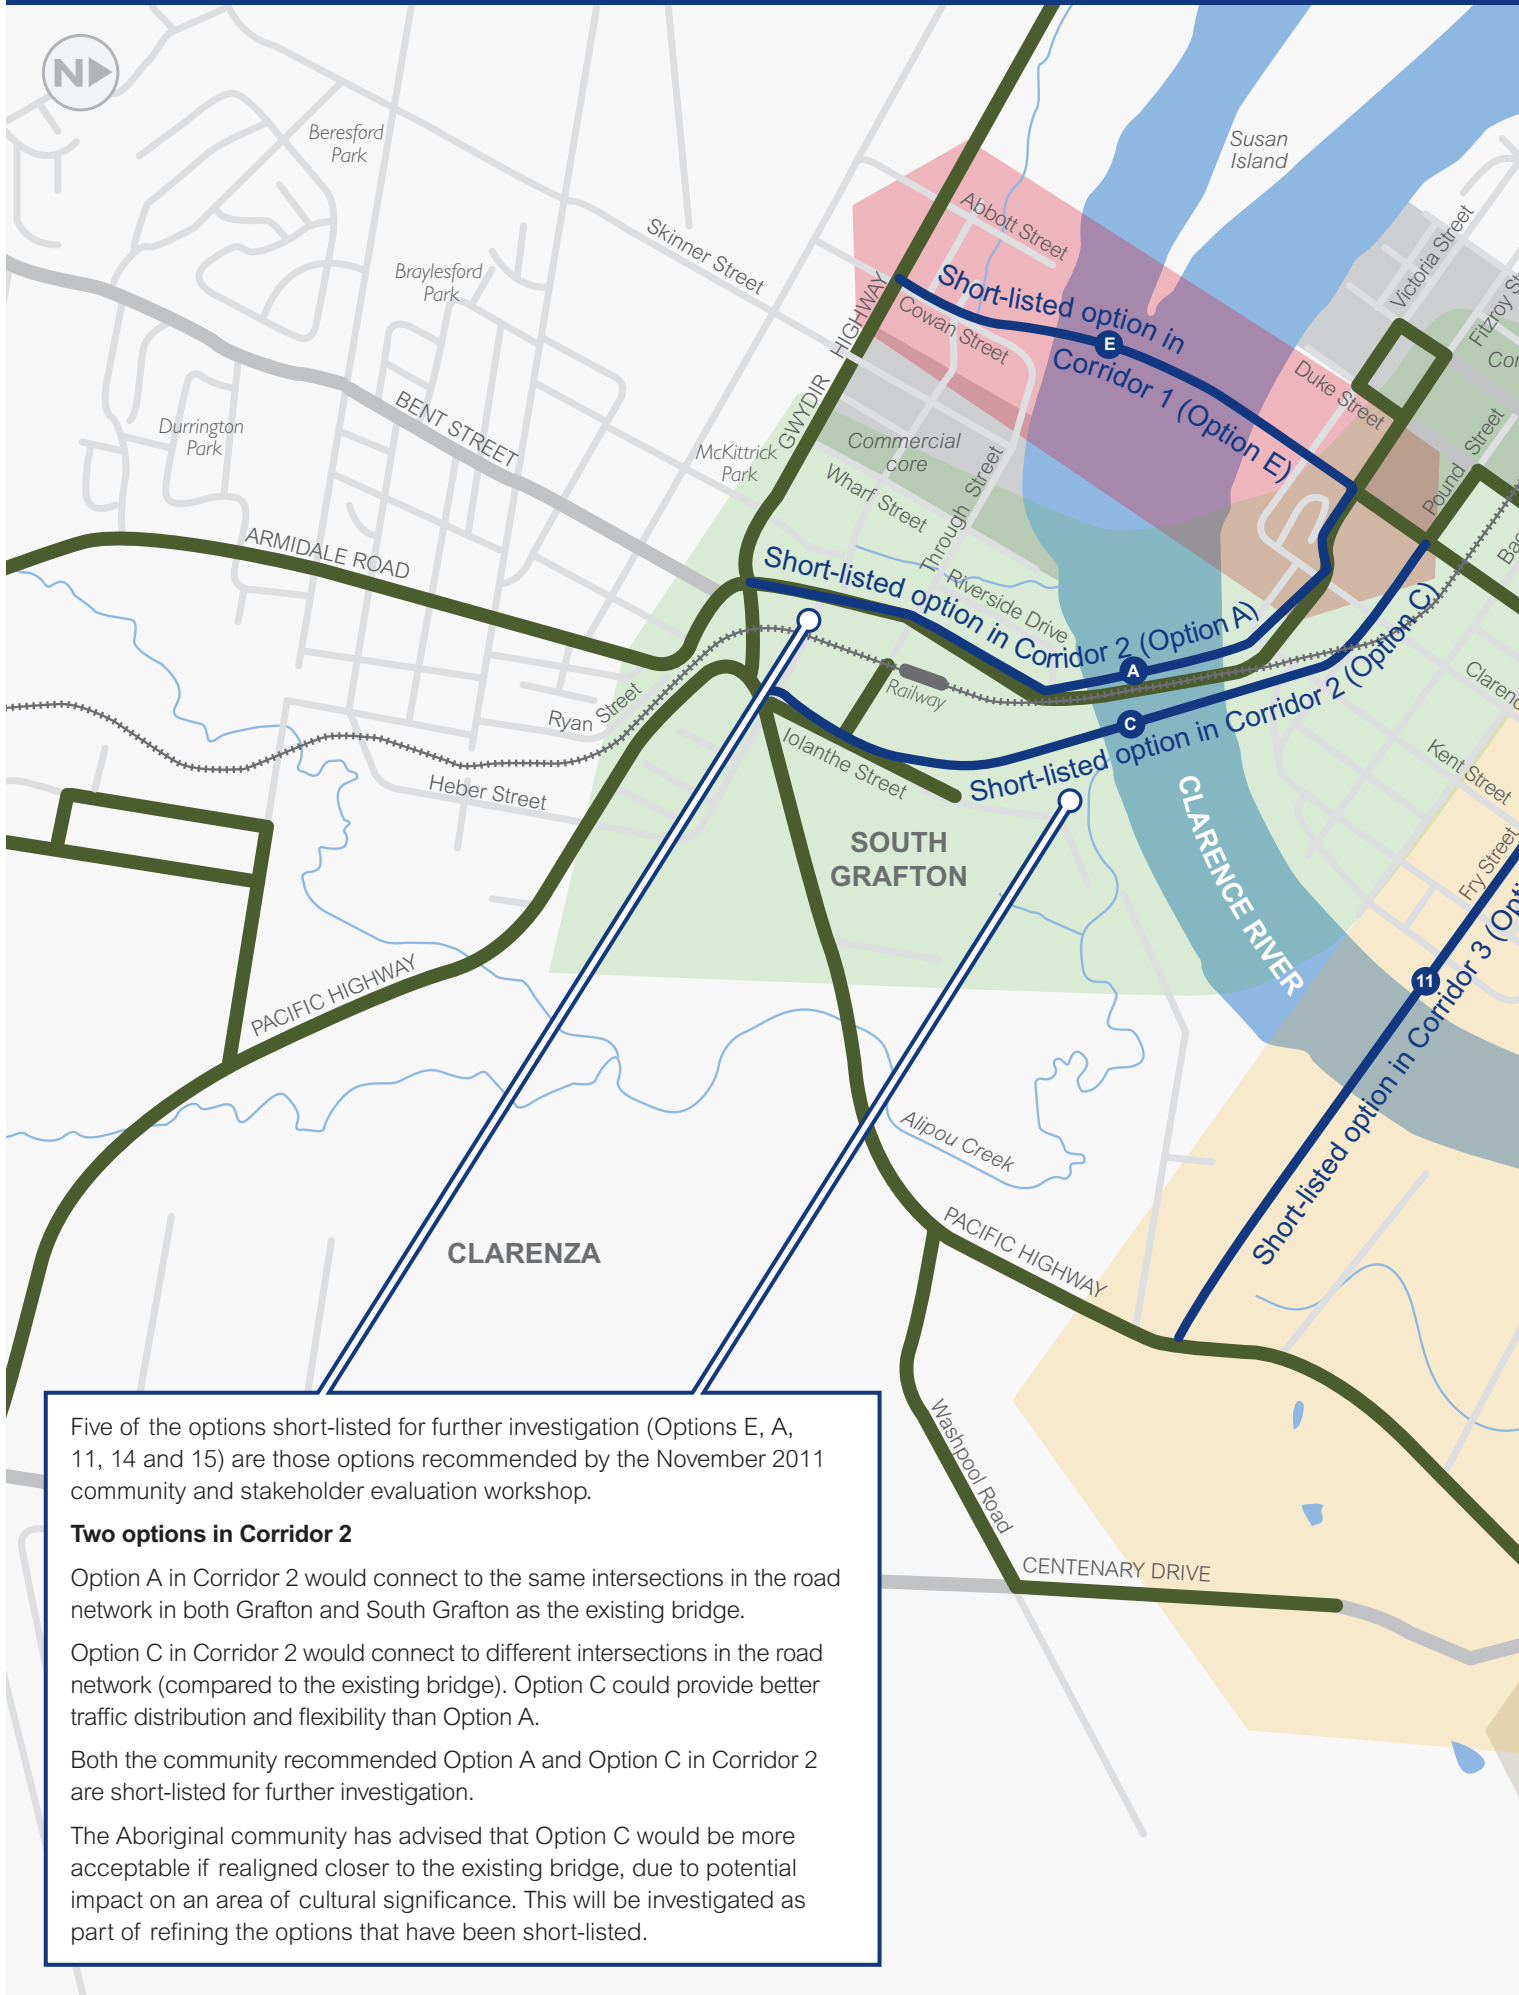 N
Beresford
Park
Susan
Island
Abbott Street
Victoria Street
Skinner Street
Braylesford
Park
Short-listed option in
Corridor 1 (Option E)
E
Cowan Street
GWYDIR HIGHWAY
Duke Street
Pound Street
BENT STREET
Durrington
Park
McKittrick
Park
Commercial
core
Wharf Street
Through Street
ARMIDALE ROAD
Riverside Drive
Short-listed option in Corridor 2 (Option A)
A
Railway
Ryan Street
C
Short-listed option in Corridor 2 (Option C)
Iolanthe Street
Heber Street
Kent Street
Fry Street
SOUTH
GRAFTON
CLARENCE RIVER
11
Short-listed option in Corridor 3
PACIFIC HIGHWAY
Alipou Creek
CLARENZA
PACIFIC HIGHWAY
Washpool Road
CENTENARY DRIVE
Five of the options short-listed for further investigation (Options E, A,
11, 14 and 15) are those options recommended by the November 2011
community and stakeholder evaluation workshop.
Two options in Corridor 2
Option A in Corridor 2 would connect to the same intersections in the road
network in both Grafton and South Grafton as the existing bridge.
Option C in Corridor 2 would connect to different intersections in the road
network (compared to the existing bridge). Option C could provide better
traffic distribution and flexibility than Option A.
Both the community recommended Option A and Option C in Corridor 2
are short-listed for further investigation.
The Aboriginal community has advised that Option C would be more
acceptable if realigned closer to the existing bridge, due to potential
impact on an area of cultural significance. This will be investigated as
part of refining the options that have been short-listed.